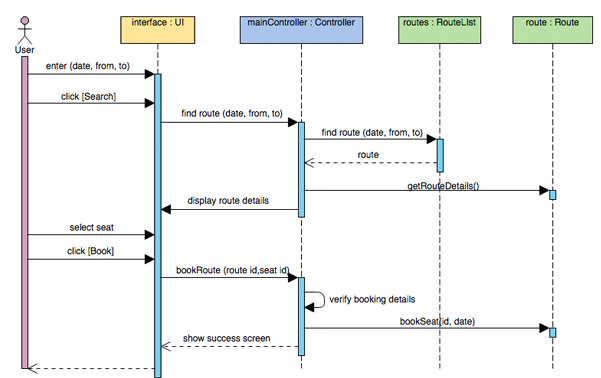 interface : UI
mainController : Controller
routes : RouteLIst
route : Route
User
enter (date, from, to)
click [Search]
find route (date, from, to)
find route (date, from, to)
route
getRouteDetails()
display route details
select seat
click [Book]
bookRoute (route id,seat id)
verify booking details
bookSeat(id, date)
show success screen